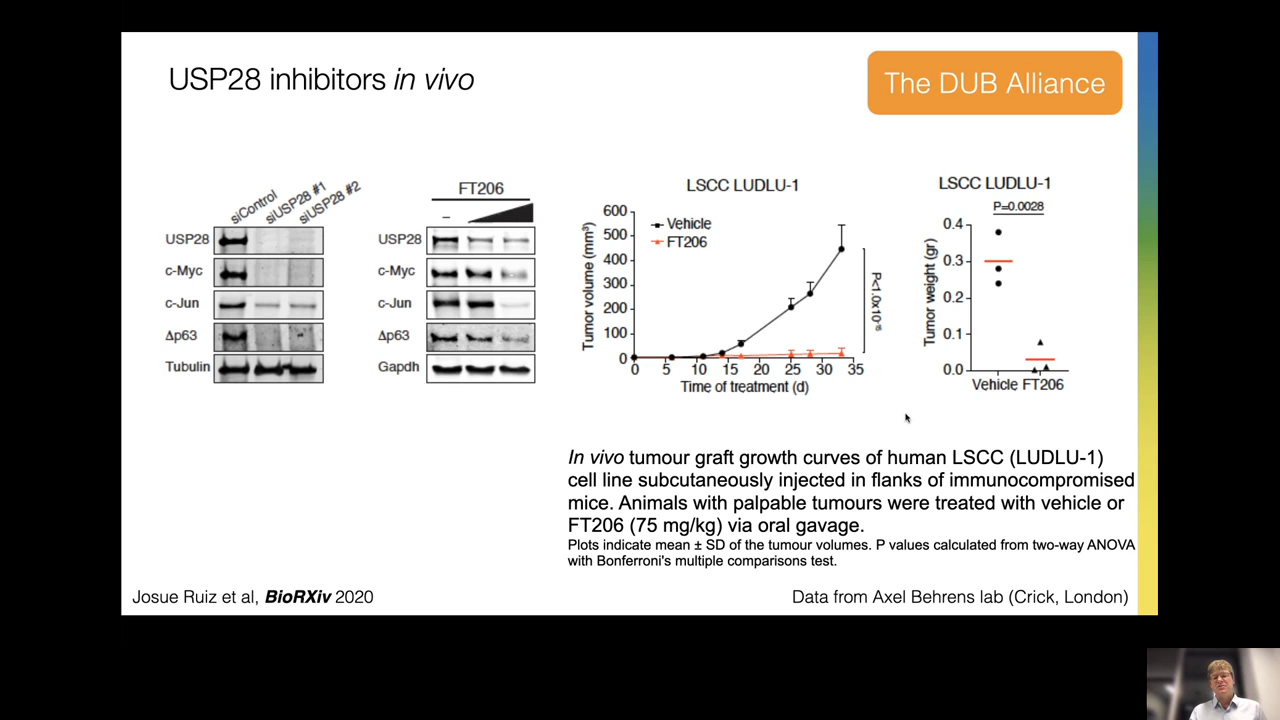 USP28 inhibitors in vivo
The DUB Alliance
siControl
siUSP28 #1
siUSP28 #2
USP28
c-Myc
c-Jun
Δp63
Tubulin
FT206
–
USP28
c-Myc
c-Jun
Δp63
Gapdh
LSCC LUDLU-1
Vehicle
FT206
Tumor volume (mm³)
600
500
400
300
200
100
0
0 5 10 15 20 25 30 35
Time of treatment (d)
LSCC LUDLU-1
P=0.0028
Tumor weight (gr)
0.4
0.3
0.2
0.1
0.0
Vehicle FT206
In vivo tumour graft growth curves of human LSCC (LUDLU-1)
cell line subcutaneously injected in flanks of immunocompromised
mice. Animals with palpable tumours were treated with vehicle or
FT206 (75 mg/kg) via oral gavage.
Plots indicate mean ± SD of the tumour volumes. P values calculated from two-way ANOVA
with Bonferroni's multiple comparisons test.
Josue Ruiz et al, BioRXiv 2020
Data from Axel Behrens lab (Crick, London)